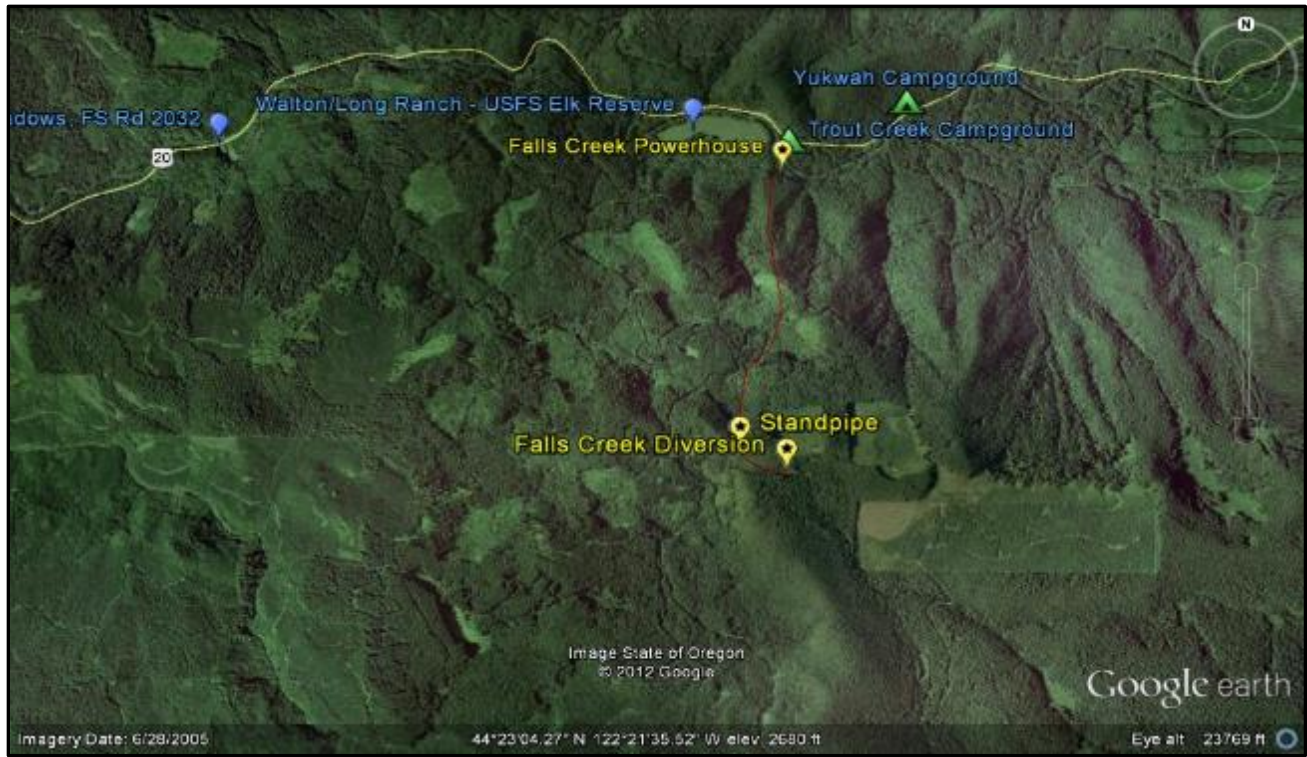 N
Yukwah Campground
Walton/Long Ranch - USFS Elk Reserve
dows, FS Rd 2032
Trout Creek Campground
20
Falls Creek Powerhouse
Standpipe
Falls Creek Diversion
Image State of Oregon
© 2012 Google
Google earth
Imagery Date: 6/28/2005
44°23'04.27" N 122°21'35.52" W elev 2680 ft
Eye alt 23769 ft